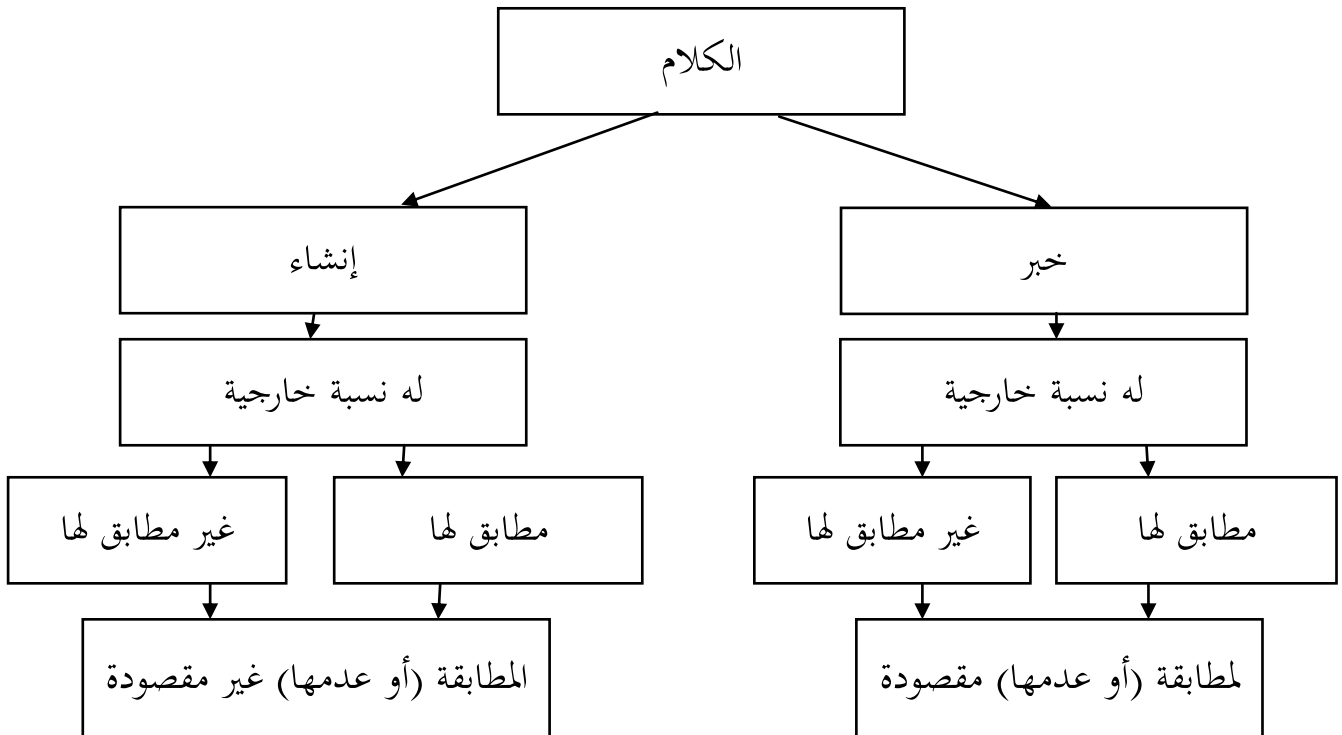 الكلام
خبر
إنشاء
له نسبة خارجية
له نسبة خارجية
مطابق لها
غير مطابق لها
مطابق لها
غير مطابق لها
لمطابقة (أو عدمها) مقصودة
المطابقة (أو عدمها) غير مقصودة